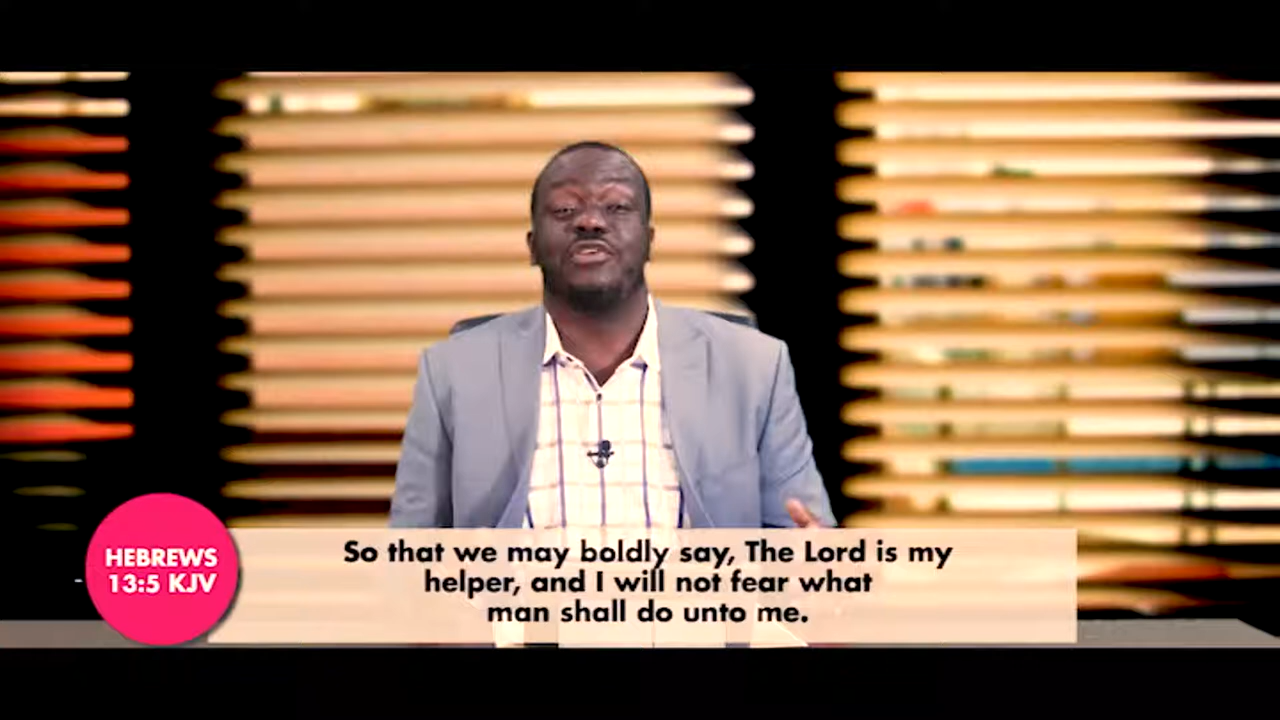 HEBREWS
13:5 KJV
So that we may boldly say, The Lord is my
helper, and I will not fear what
man shall do unto me.